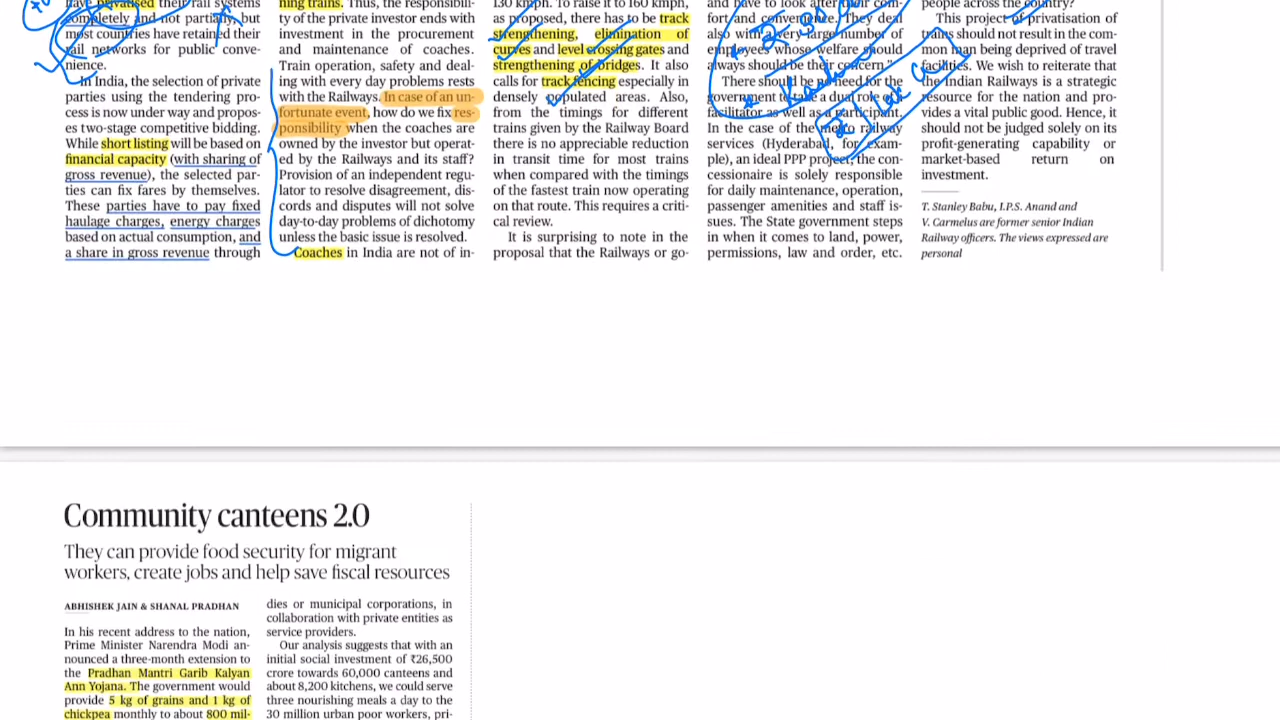 have privatised their rail systems
completely and not partially, but
most countries have retained their
rail networks for public conve-
nience.
In India, the selection of private
parties using the tendering pro-
cess is now under way and propos-
es two-stage competitive bidding.
While short listing will be based on
financial capacity (with sharing of
gross revenue), the selected par-
ties can fix fares by themselves.
These parties have to pay fixed
haulage charges, energy charges
based on actual consumption, and
a share in gross revenue through
ning trains. Thus, the responsibil-
ity of the private investor ends with
investment in the procurement
and maintenance of coaches.
Train operation, safety and deal-
ing with every day problems rests
with the Railways. In case of an un-
fortunate event, how do we fix res-
ponsibility when the coaches are
owned by the investor but operat-
ed by the Railways and its staff?
Provision of an independent regu-
lator to resolve disagreement, dis-
cords and disputes will not solve
day-to-day problems of dichotomy
unless the basic issue is resolved.
Coaches in India are not of in-
130 kmph. To raise it to 160 kmph,
as proposed, there has to be track
strengthening, elimination of
curves and level crossing gates and
strengthening of bridges. It also
calls for track fencing especially in
densely populated areas. Also,
from the timings for different
trains given by the Railway Board
there is no appreciable reduction
in transit time for most trains
when compared with the timings
of the fastest train now operating
on that route. This requires a criti-
cal review.
It is surprising to note in the
proposal that the Railways or go-
and have to look after their com-
fort and convenience. They deal
also with a very large number of
employees whose welfare should
always should be their concern."
There should be no need for the
government to take a dual role of
facilitator as well as a participant.
In the case of the metro railway
services (Hyderabad, for exam-
ple), an ideal PPP project, the con-
cessionaire is solely responsible
for daily maintenance, operation,
passenger amenities and staff is-
sues. The State government steps
in when it comes to land, power,
permissions, law and order, etc.
people across the country?
This project of privatisation of
trains should not result in the com-
mon man being deprived of travel
facilities. We wish to reiterate that
the Indian Railways is a strategic
resource for the nation and pro-
vides a vital public good. Hence, it
should not be judged solely on its
profit-generating capability or
market-based return on
investment.
T. Stanley Babu, I.P.S. Anand and
V. Carmelus are former senior Indian
Railway officers. The views expressed are
personal
Community canteens 2.0
They can provide food security for migrant
workers, create jobs and help save fiscal resources
ABHISHEK JAIN & SHANAL PRADHAN
In his recent address to the nation,
Prime Minister Narendra Modi an-
nounced a three-month extension to
the Pradhan Mantri Garib Kalyan
Ann Yojana. The government would
provide 5 kg of grains and 1 kg of
chickpea monthly to about 800 mil-
dies or municipal corporations, in
collaboration with private entities as
service providers.
Our analysis suggests that with an
initial social investment of ₹26,500
crore towards 60,000 canteens and
about 8,200 kitchens, we could serve
three nourishing meals a day to the
30 million urban poor workers, pri-